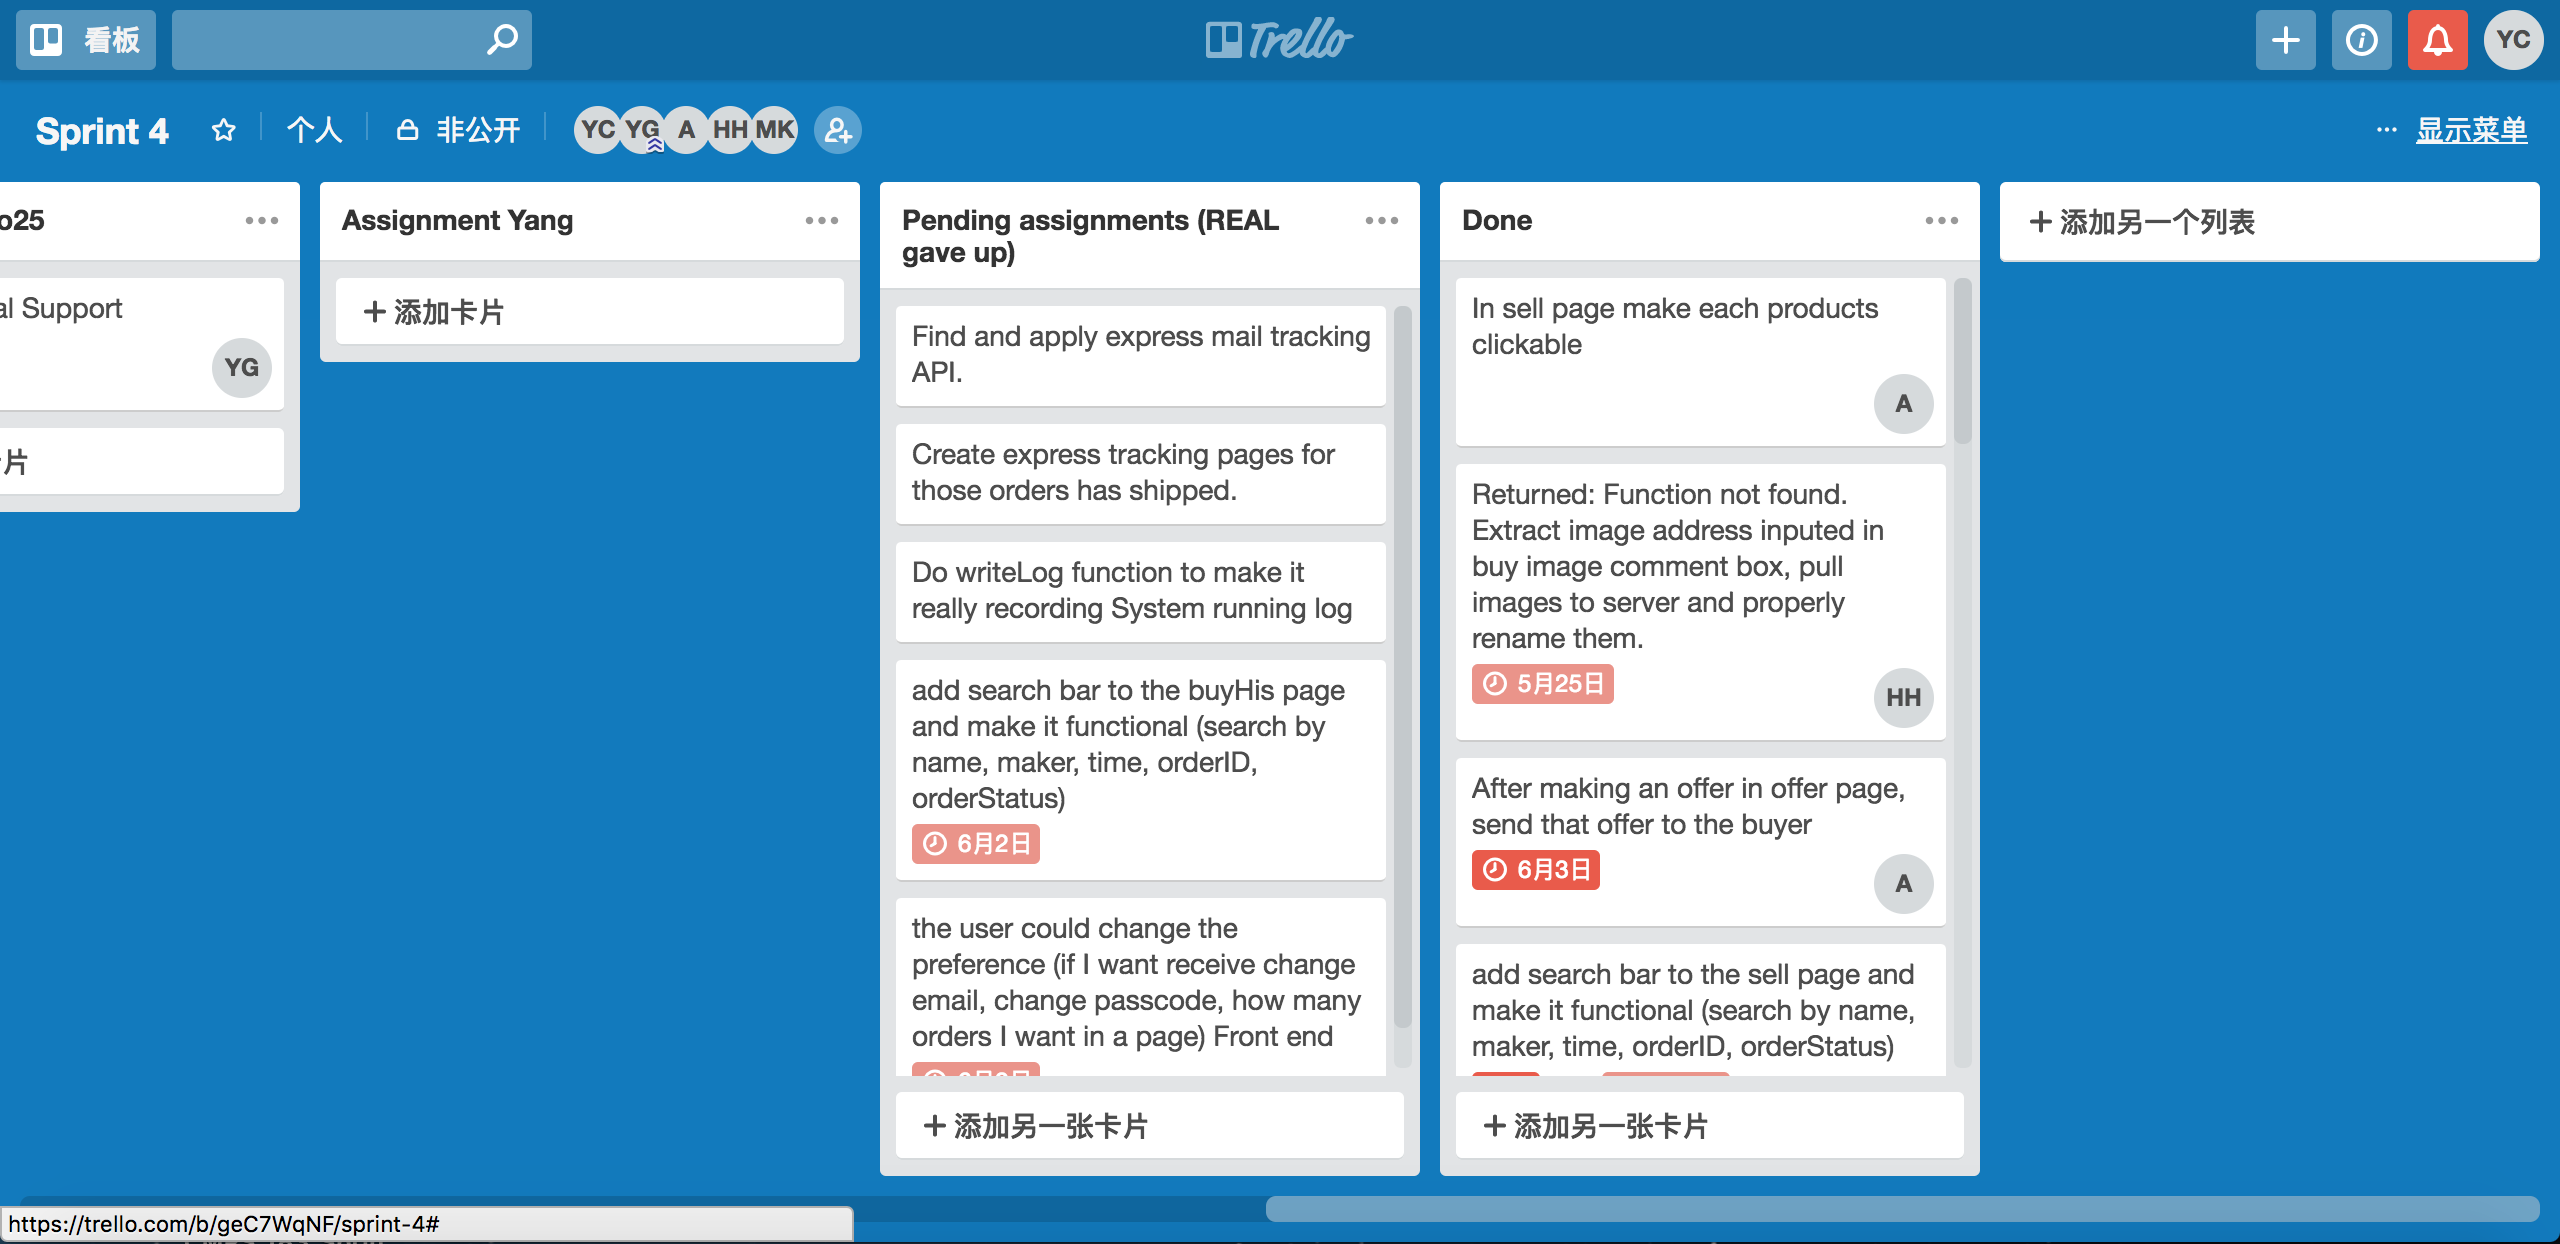 看板
Trello
YC
Sprint 4
个人
非公开
YC YG A HH MK
显示菜单
o25
al Support
YG
片
Assignment Yang
添加卡片
Pending assignments (REAL
gave up)
Find and apply express mail tracking
API.
Create express tracking pages for
those orders has shipped.
Do writeLog function to make it
really recording System running log
add search bar to the buyHis page
and make it functional (search by
name, maker, time, orderID,
orderStatus)
6月2日
the user could change the
preference (if I want receive change
email, change passcode, how many
orders I want in a page) Front end
添加另一张卡片
Done
In sell page make each products
clickable
A
Returned: Function not found.
Extract image address inputed in
buy image comment box, pull
images to server and properly
rename them.
5月25日
HH
After making an offer in offer page,
send that offer to the buyer
6月3日
A
add search bar to the sell page and
make it functional (search by name,
maker, time, orderID, orderStatus)
添加另一张卡片
添加另一个列表
https://trello.com/b/geC7WqNF/sprint-4#